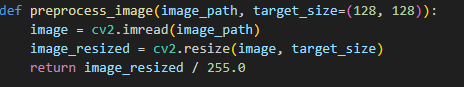 def preprocess_image(image_path, target_size=(128, 128)):
    image = cv2.imread(image_path)
    image_resized = cv2.resize(image, target_size)
    return image_resized / 255.0